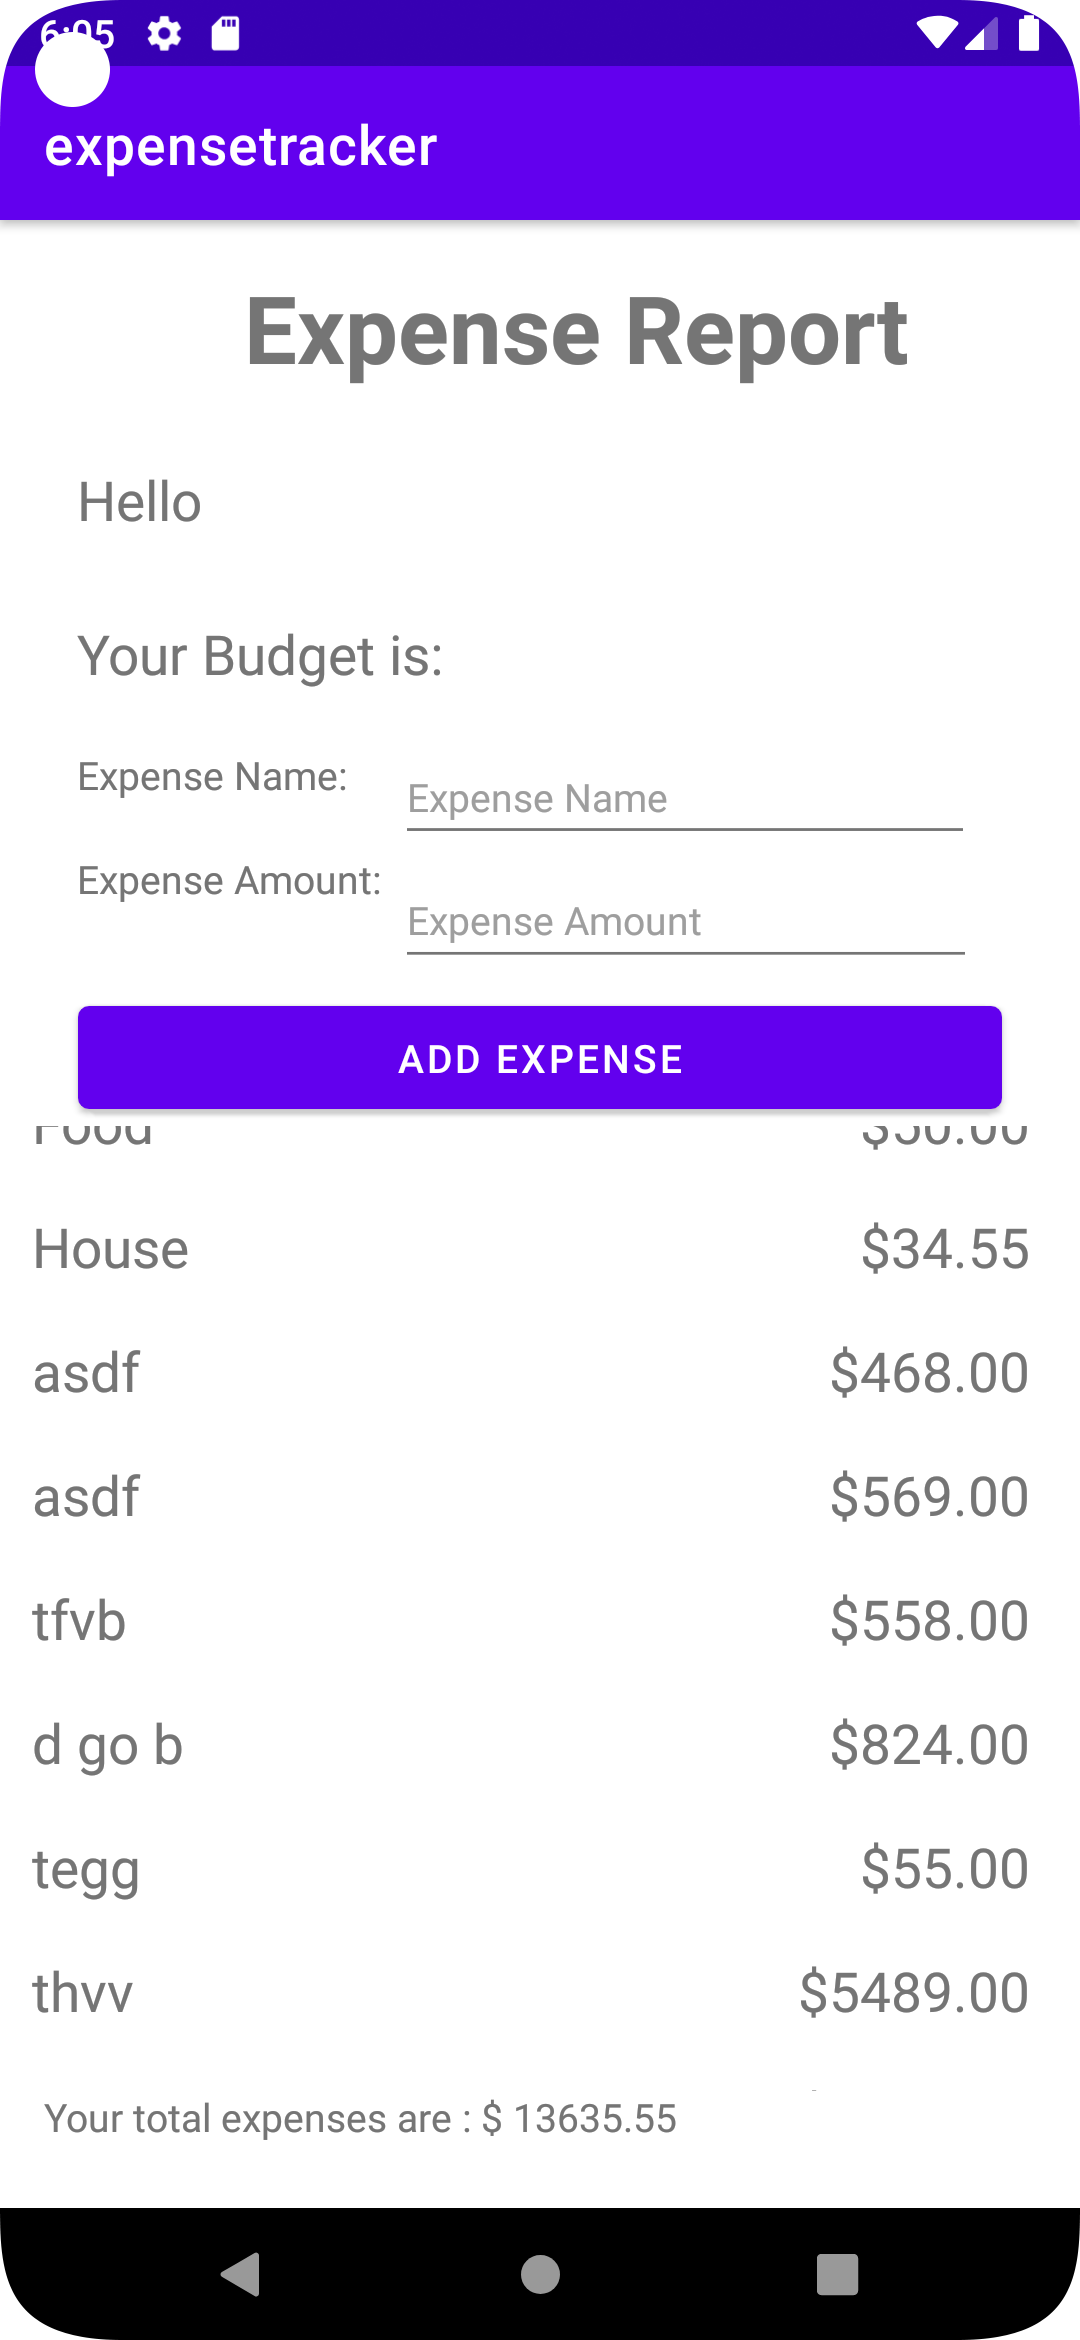 6:05
expensetracker
Expense Report
Hello
Your Budget is:
Expense Name:
Expense Name
Expense Amount:
Expense Amount
ADD EXPENSE
Food
House $34.55
asdf $468.00
asdf $569.00
tfvb $558.00
d go b $824.00
tegg $55.00
thvv $5489.00
Your total expenses are : $ 13635.55